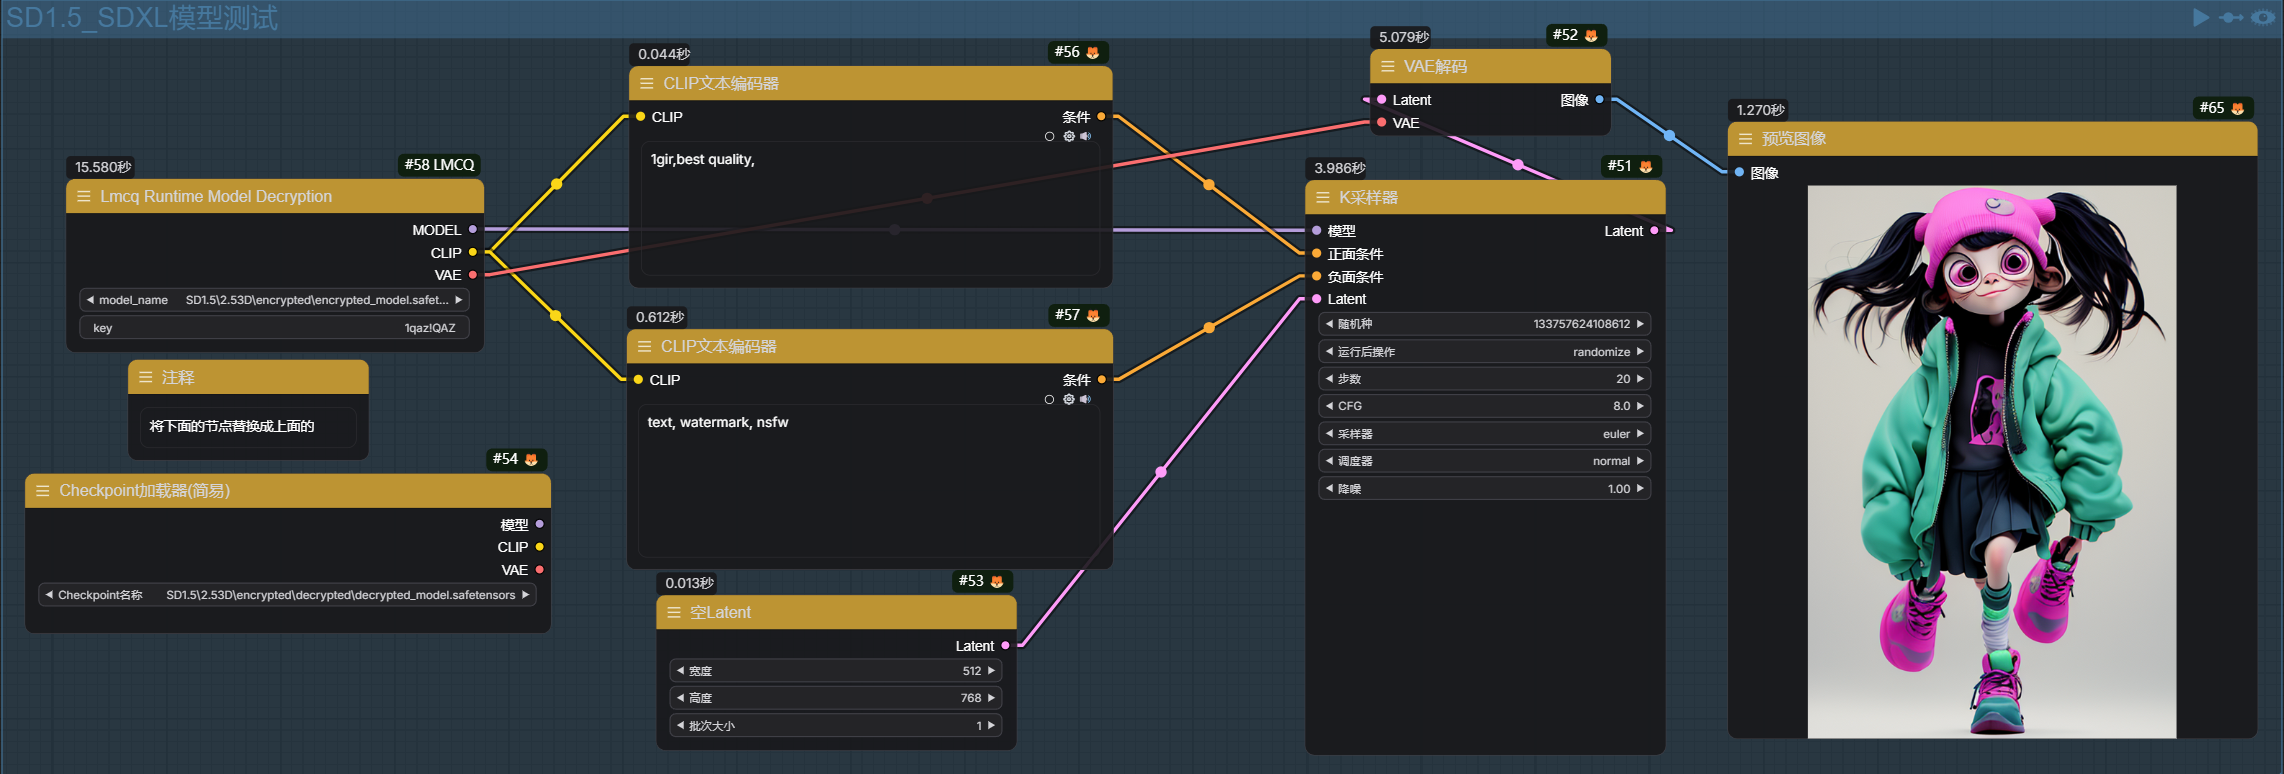 SD1.5_SDXL模型测试
15.580秒
#58 LMCQ
Lmcq Runtime Model Decryption
MODEL
CLIP
VAE
model_name SD1.5\2.53D\encrypted\encrypted_model.safet...
key 1qaz!QAZ
注释
将下面的节点替换成上面的
#54
Checkpoint加载器(简易)
模型
CLIP
VAE
Checkpoint名称 SD1.5\2.53D\encrypted\decrypted\decrypted_model.safetensors
0.044秒
#56
CLIP文本编码器
CLIP 条件
1gir,best quality,
0.612秒
#57
CLIP文本编码器
CLIP 条件
text, watermark, nsfw
0.013秒
#53
空Latent
Latent
宽度 512
高度 768
批次大小 1
5.079秒
#52
VAE解码
Latent 图像
VAE
3.986秒
#51
K采样器
模型 Latent
正面条件
负面条件
Latent
随机种 133757624108612
运行后操作 randomize
步数 20
CFG 8.0
采样器 euler
调度器 normal
降噪 1.00
1.270秒
#65
预览图像
图像